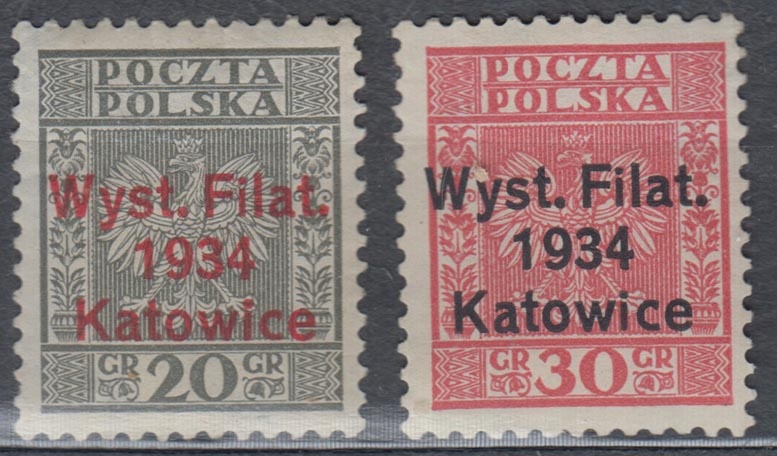 POCZTA
POLSKA
Wyst. Filat.
1934
Katowice
GR 20 GR
POCZTA
POLSKA
Wyst. Filat.
1934
Katowice
GR 30 GR